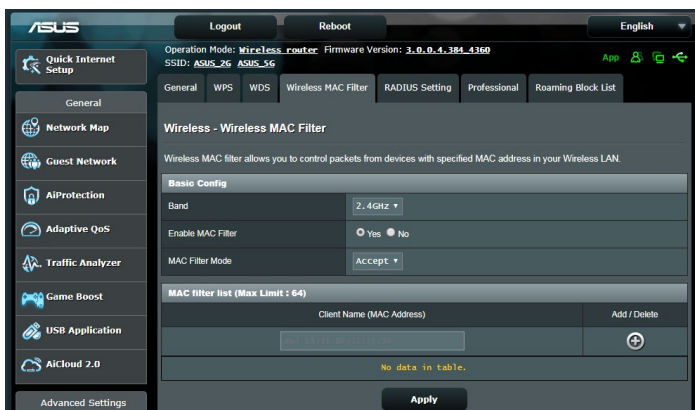 ASUS
Logout
Reboot
English
Operation Mode: Wireless router Firmware Version: 3.0.0.4.384_4360
SSID: ASUS_2G ASUS_5G
App
Quick Internet
Setup
General WPS WDS Wireless MAC Filter RADIUS Setting Professional Roaming Block List
General
Network Map
Guest Network
AiProtection
Adaptive QoS
Traffic Analyzer
Game Boost
USB Application
AiCloud 2.0
Advanced Settings
Wireless - Wireless MAC Filter
Wireless MAC filter allows you to control packets from devices with specified MAC address in your Wireless LAN.
Basic Config
Band 2.4GHz
Enable MAC Filter Yes No
MAC Filter Mode Accept
MAC filter list (Max Limit : 64)
Client Name (MAC Address) Add / Delete
No data in table.
Apply